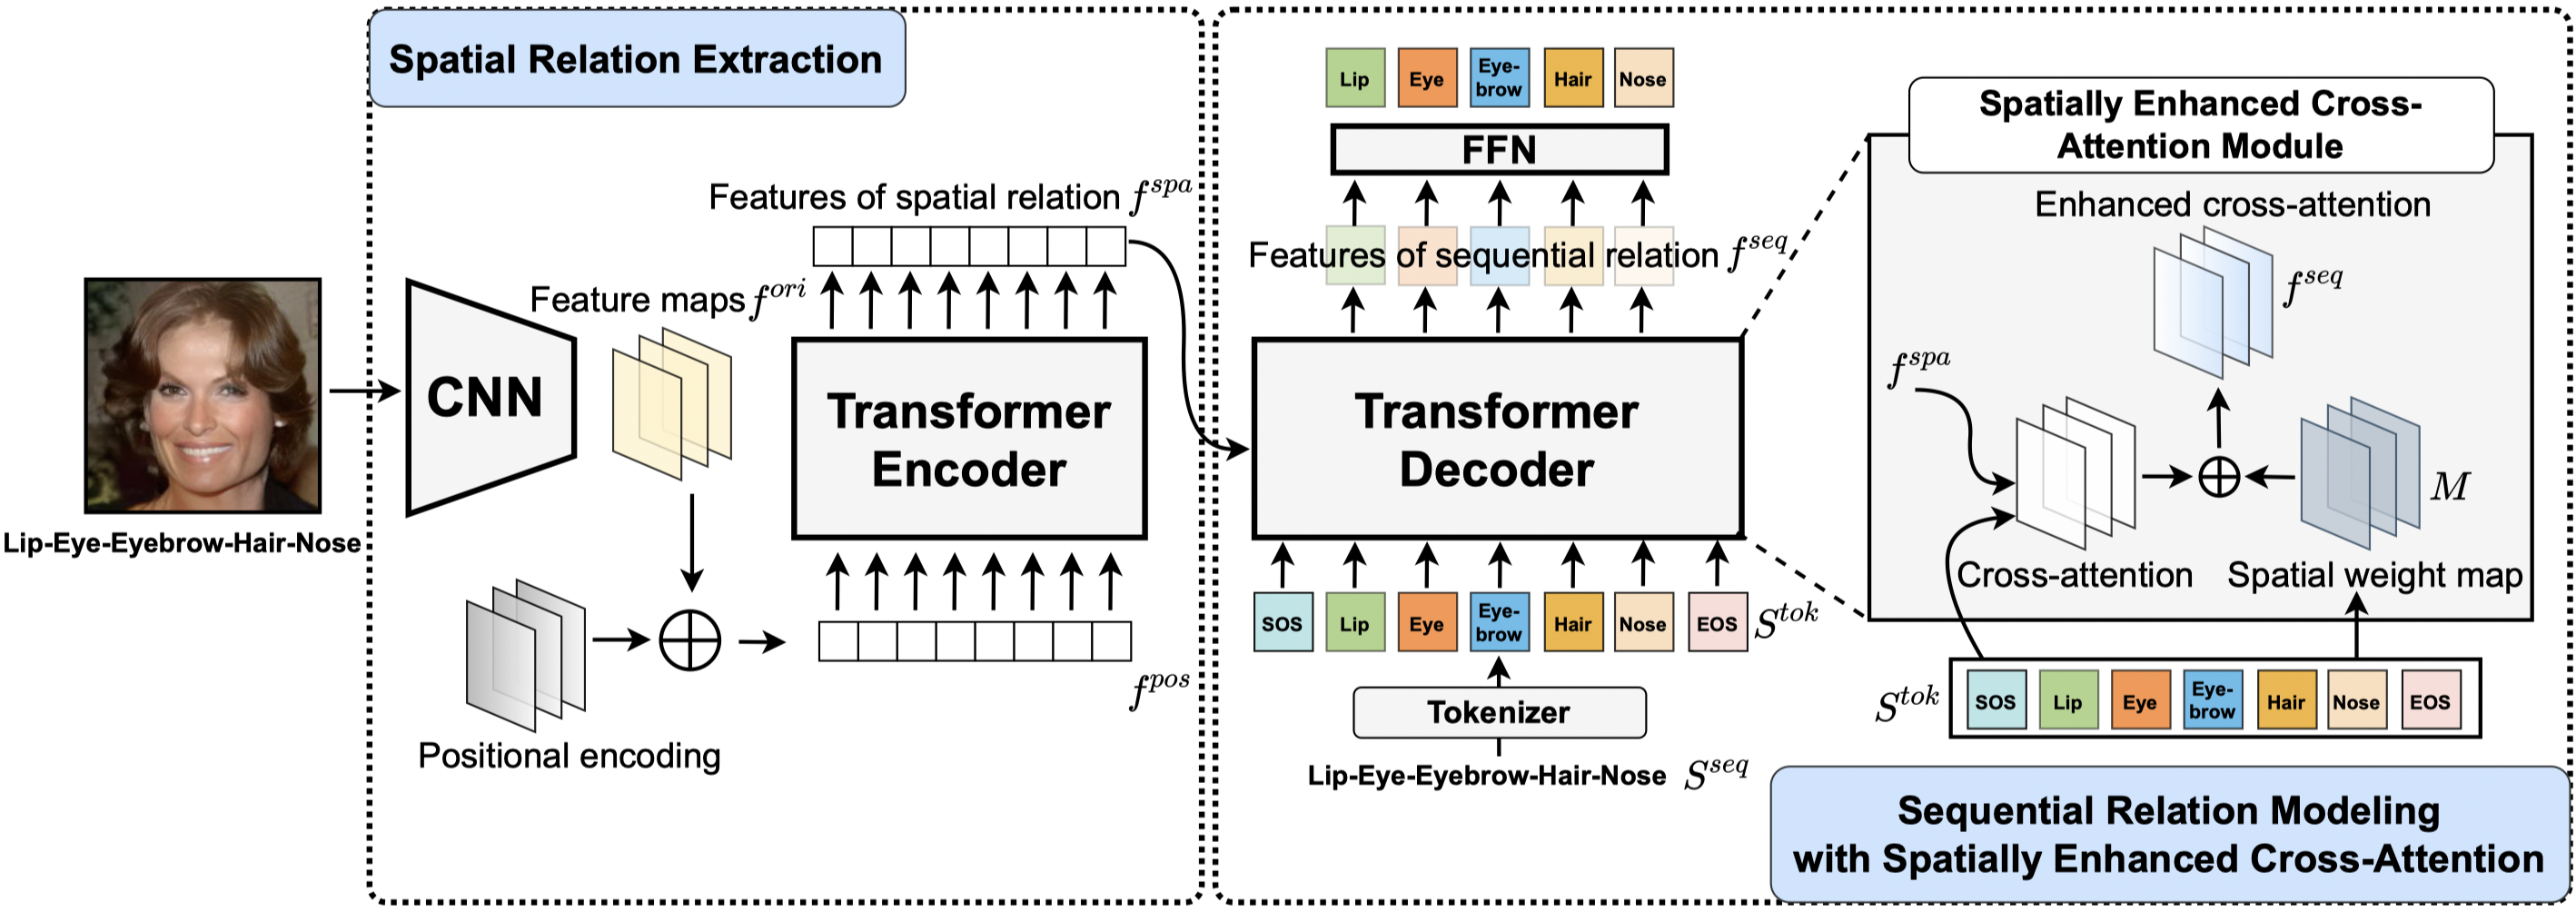 Spatial Relation Extraction
Lip-Eye-Eyebrow-Hair-Nose
CNN
Feature maps f^{ori}
Positional encoding
f^{pos}
Transformer
Encoder
Features of spatial relation f^{spa}
Lip
Eye
Eye-
brow
Hair
Nose
FFN
Features of sequential relation f^{seq}
Transformer
Decoder
SOS
Lip
Eye
Eye-
brow
Hair
Nose
EOS
S^{tok}
Tokenizer
Lip-Eye-Eyebrow-Hair-Nose S^{seq}
Spatially Enhanced Cross-
Attention Module
Enhanced cross-attention
f^{seq}
f^{spa}
M
Cross-attention
Spatial weight map
S^{tok}
SOS
Lip
Eye
Eye-
brow
Hair
Nose
EOS
Sequential Relation Modeling
with Spatially Enhanced Cross-Attention